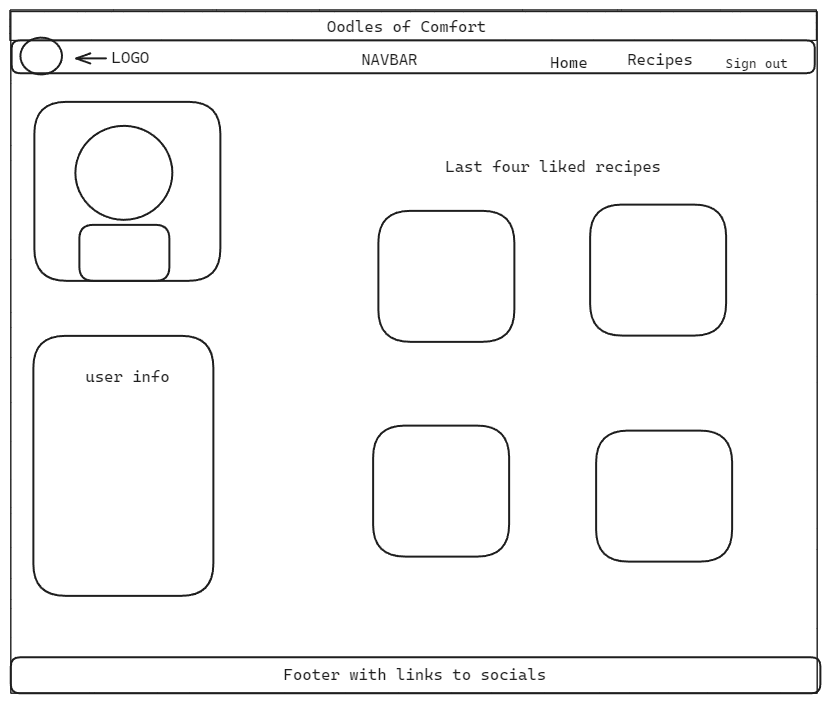 Oodles of Comfort
LOGO
NAVBAR
Home
Recipes
Sign out
Last four liked recipes
user info
Footer with links to socials